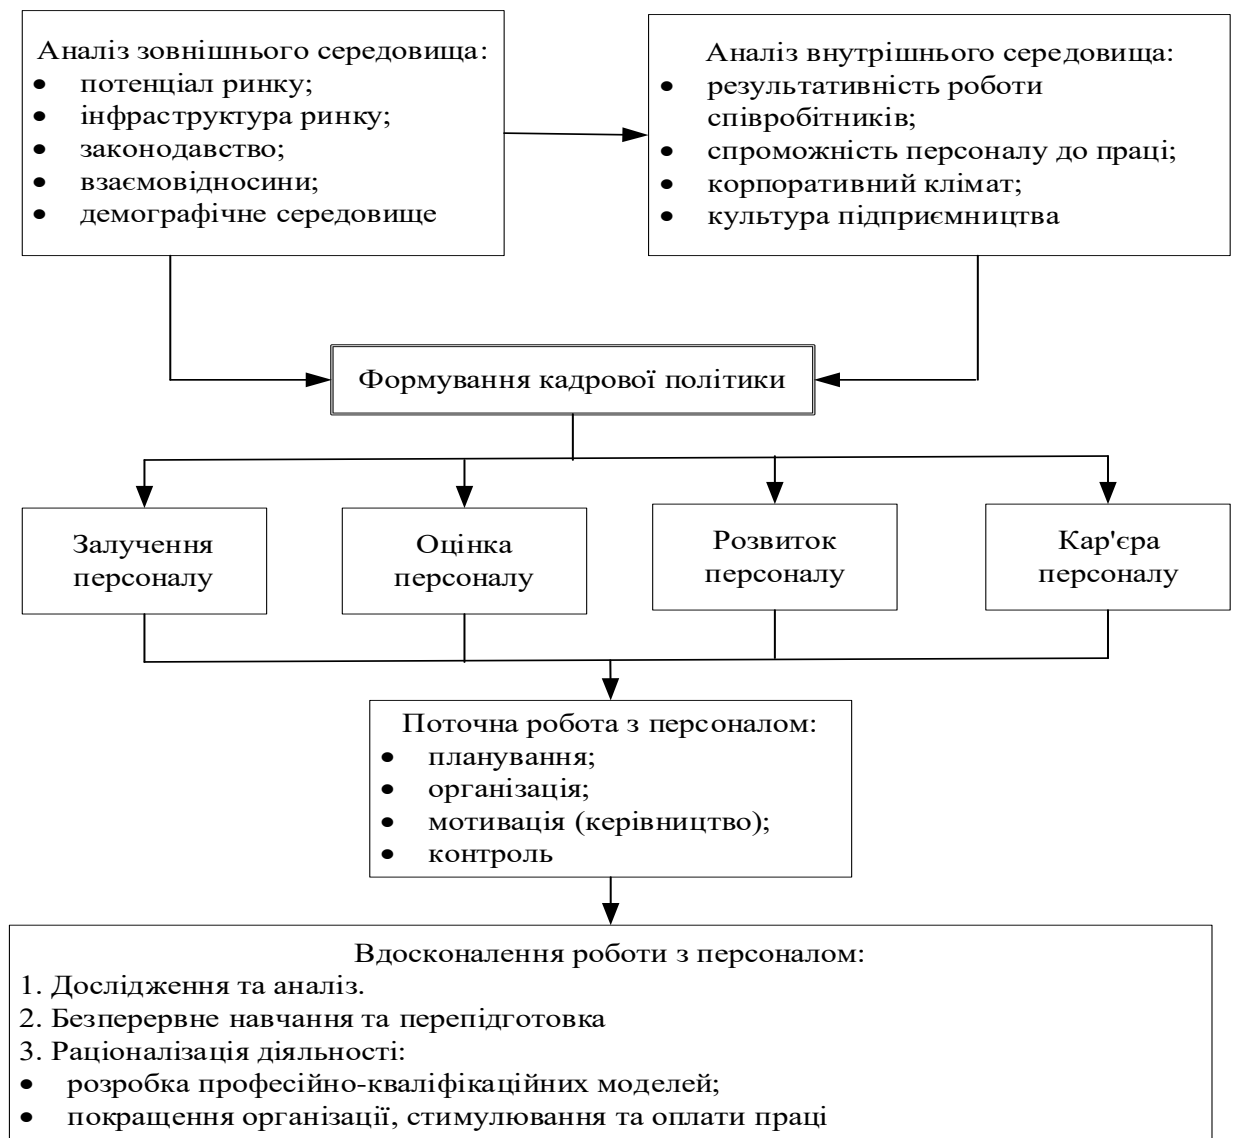 Аналіз зовнішнього середовища:
• потенціал ринку;
• інфраструктура ринку;
• законодавство;
• взаємовідносини;
• демографічне середовище
Аналіз внутрішнього середовища:
• результативність роботи
співробітників;
• спроможність персоналу до праці;
• корпоративний клімат;
• культура підприємництва
Формування кадрової політики
Залучення
персоналу
Оцінка
персоналу
Розвиток
персоналу
Кар'єра
персоналу
Поточна робота з персоналом:
• планування;
• організація;
• мотивація (керівництво);
• контроль
Вдосконалення роботи з персоналом:
1. Дослідження та аналіз.
2. Безперервне навчання та перепідготовка
3. Раціоналізація діяльності:
• розробка професійно-кваліфікаційних моделей;
• покращення організації, стимулювання та оплати праці